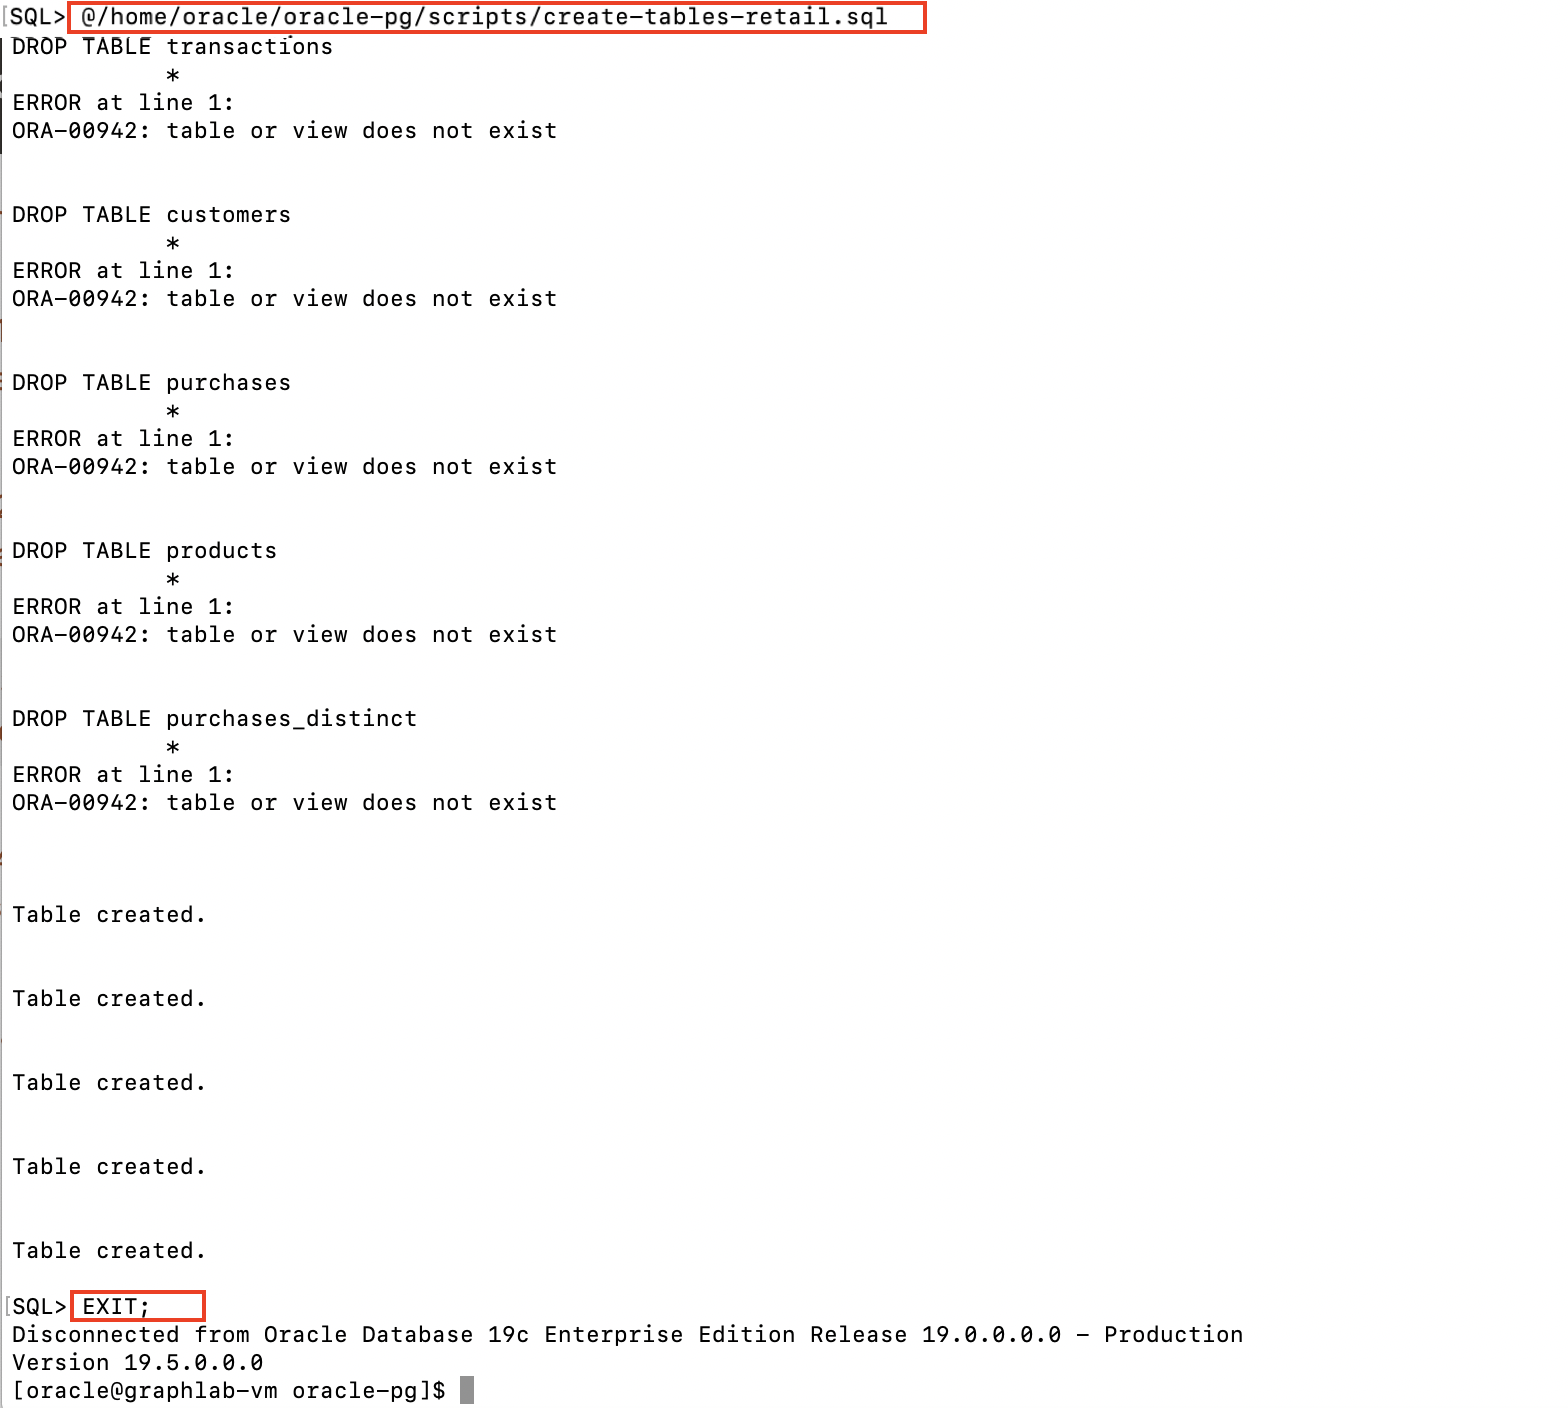 [SQL> @/home/oracle/oracle-pg/scripts/create-tables-retail.sql
DROP TABLE transactions
*
ERROR at line 1:
ORA-00942: table or view does not exist
DROP TABLE customers
*
ERROR at line 1:
ORA-00942: table or view does not exist
DROP TABLE purchases
*
ERROR at line 1:
ORA-00942: table or view does not exist
DROP TABLE products
*
ERROR at line 1:
ORA-00942: table or view does not exist
DROP TABLE purchases_distinct
*
ERROR at line 1:
ORA-00942: table or view does not exist
Table created.
Table created.
Table created.
Table created.
Table created.
[SQL> EXIT;
Disconnected from Oracle Database 19c Enterprise Edition Release 19.0.0.0.0 - Production
Version 19.5.0.0.0
[oracle@graphlab-vm oracle-pg]$